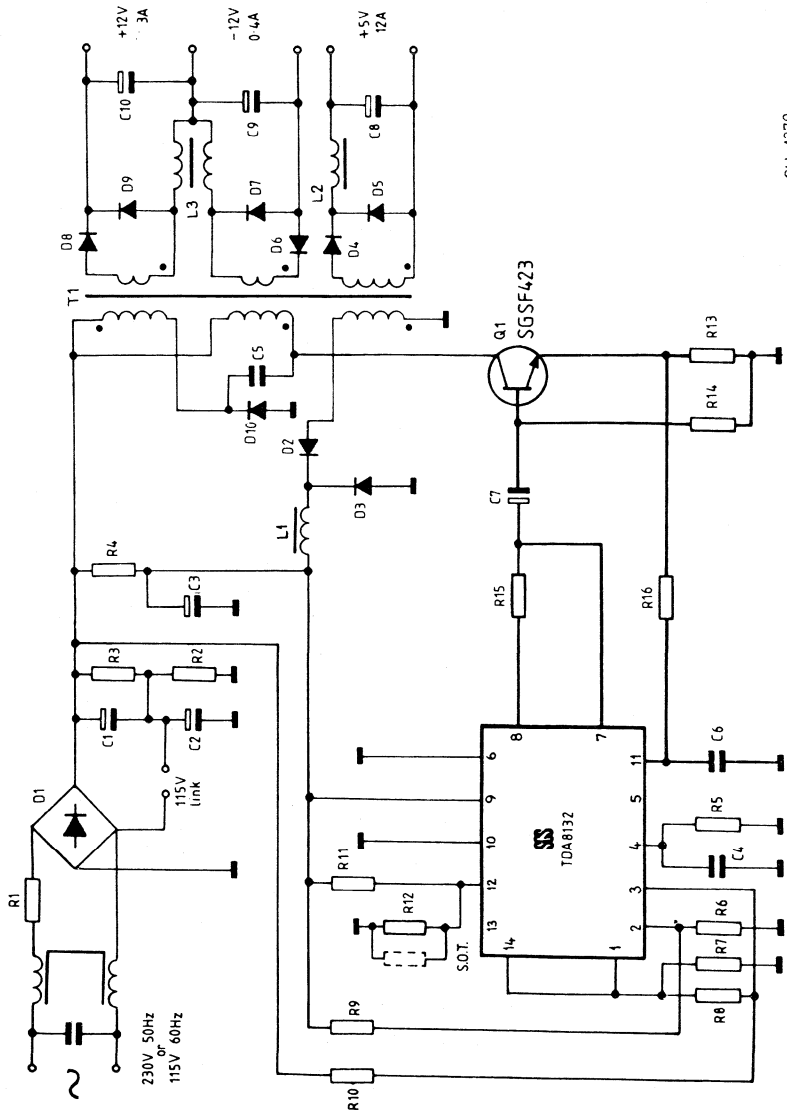 +12V
3A
-12V
0·4A
+5V
12A
C10
C9
C8
D9
D7
D5
L3
L2
D8
D6
D4
T1
C5
D10
D2
D3
L1
R4
C3
R3
R2
C1
C2
115V
link
D1
R1
230V 50Hz
or
115V 60Hz
Q1
SGSF423
R13
R14
C7
R15
R16
R11
R12
S.O.T.
R9
R10
8
7
6
9
10
12
13
14
11
5
4
3
2
1
SGS
TDA8132
C6
R5
C4
R6
R7
R8